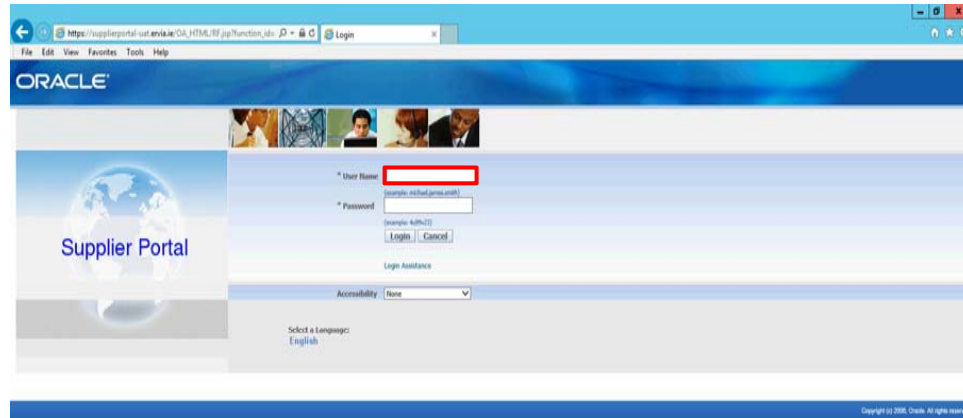 https://supplierportal-uat.ervia.ie/OA_HTML/RF.jsp?function_id=
Login
File Edit View Favorites Tools Help
ORACLE
* User Name
(example: michael.james.smith)
* Password
(example: 4u99v23)
Login Cancel
Login Assistance
Supplier Portal
Accessibility None
Select a Language:
English
Copyright (c) 2006, Oracle. All rights